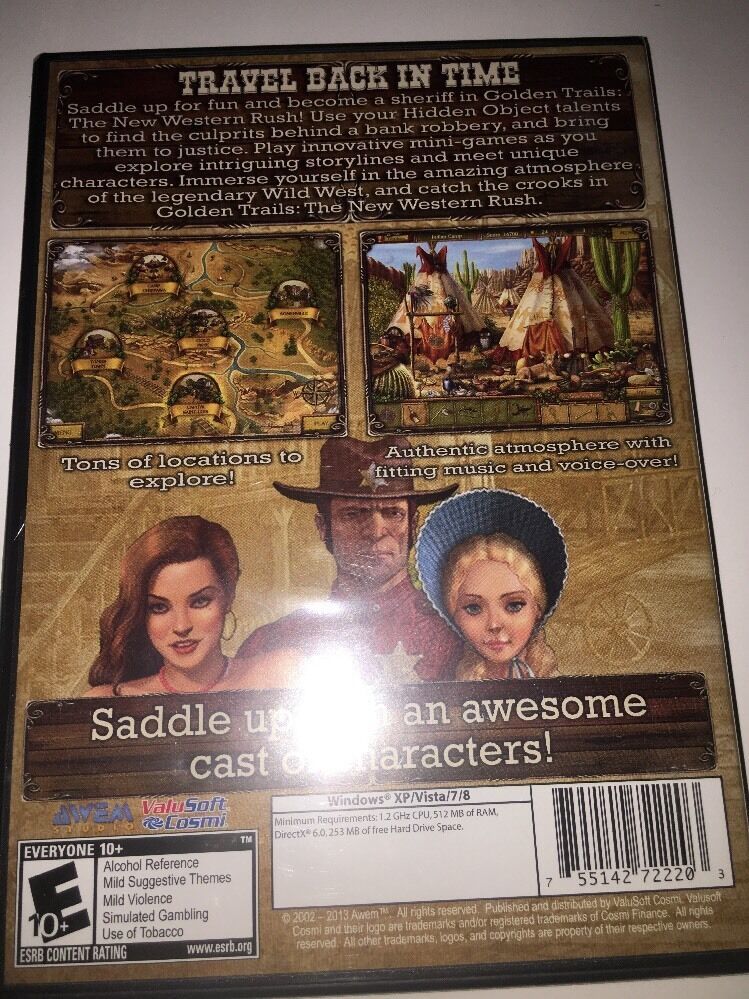 TRAVEL BACK IN TIME
Saddle up for fun and become a sheriff in Golden Trails:
The New Western Rush! Use your Hidden Object talents
to find the culprits behind a bank robbery, and bring
them to justice. Play innovative mini-games as you
explore intriguing storylines and meet unique
characters. Immerse yourself in the amazing atmosphere
of the legendary Wild West, and catch the crooks in
Golden Trails: The New Western Rush.
MENU
PLAY
Tons of locations to
explore!
Authentic atmosphere with
fitting music and voice-over!
Saddle up an awesome
cast
AWEM
STUDIO
ValuSoft
Cosmi
EVERYONE 10+
TM
E
10+
Alcohol Reference
Mild Suggestive Themes
Mild Violence
Simulated Gambling
Use of Tobacco
ESRB CONTENT RATING www.esrb.org
Windows® XP/Vista/7/8
Minimum Requirements: 1.2 GHz CPU, 512 MB of RAM,
DirectX® 6.0, 253 MB of free Hard Drive Space.
7 55142 72220 3
© 2002 - 2013 Awem™ All rights reserved. Published and distributed by ValuSoft Cosmi. Valusoft
Cosmi and their logo are trademarks and/or registered trademarks of Cosmi Finance. All rights
reserved. All other trademarks, logos, and copyrights are property of their respective owners.